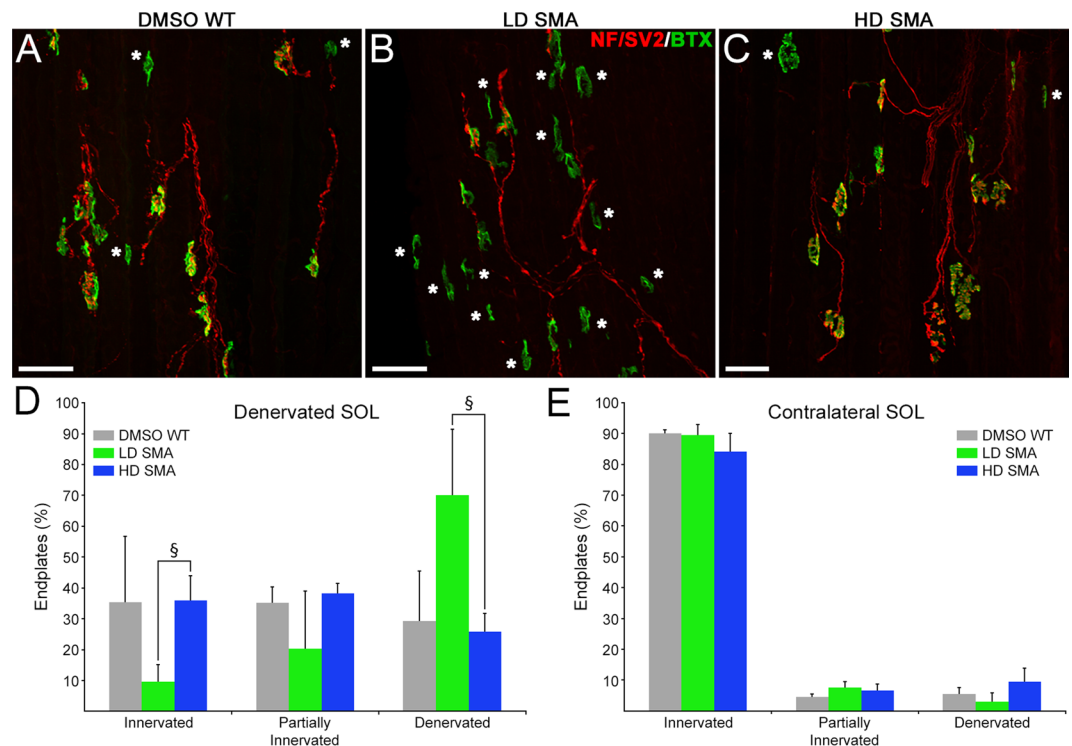 DMSO WT
LD SMA
HD SMA
A
*
*
*
B
NF/SV2/BTX
*
*
*
*
*
*
*
*
*
*
*
*
C
*
*
D
Denervated SOL
DMSO WT
LD SMA
HD SMA
§
§
Endplates (%)
100
90
80
70
60
50
40
30
20
10
Innervated
Partially
Innervated
Denervated
E
Contralateral SOL
DMSO WT
LD SMA
HD SMA
Endplates (%)
100
90
80
70
60
50
40
30
20
10
Innervated
Partially
Innervated
Denervated